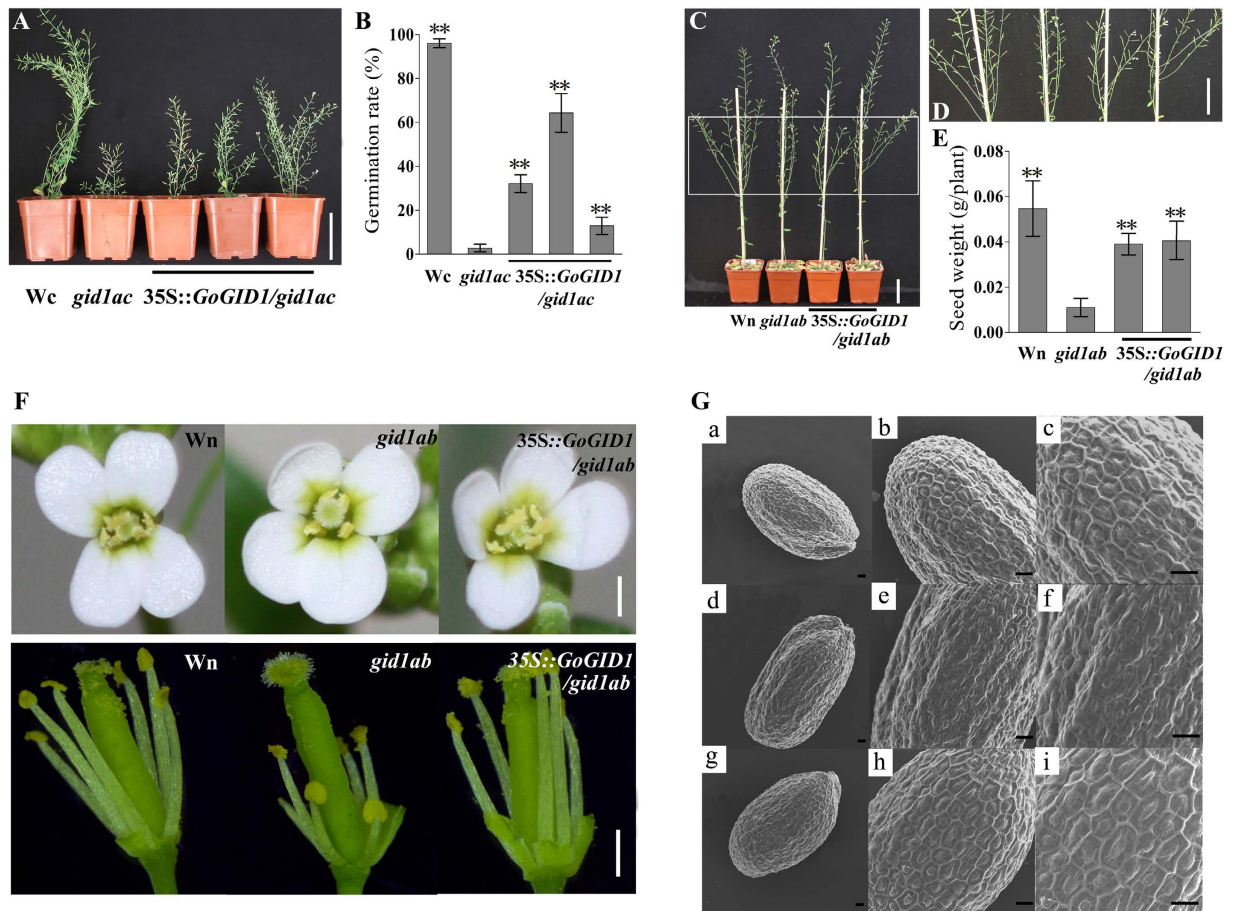 A
Wc gid1ac 35S::GoGID1/gid1ac
B
Germination rate (%)
100
80
60
40
20
0
**
**
**
**
Wc gid1ac 35S::GoGID1
/gid1ac
C
Wn gid1ab 35S::GoGID1
/gid1ab
D
E
Seed weight (g/plant)
0.08
0.06
0.04
0.02
0.00
**
**
**
Wn gid1ab 35S::GoGID1
/gid1ab
F
Wn
gid1ab
35S::GoGID1
/gid1ab
Wn
gid1ab
35S::GoGID1
/gid1ab
G
a
b
c
d
e
f
g
h
i